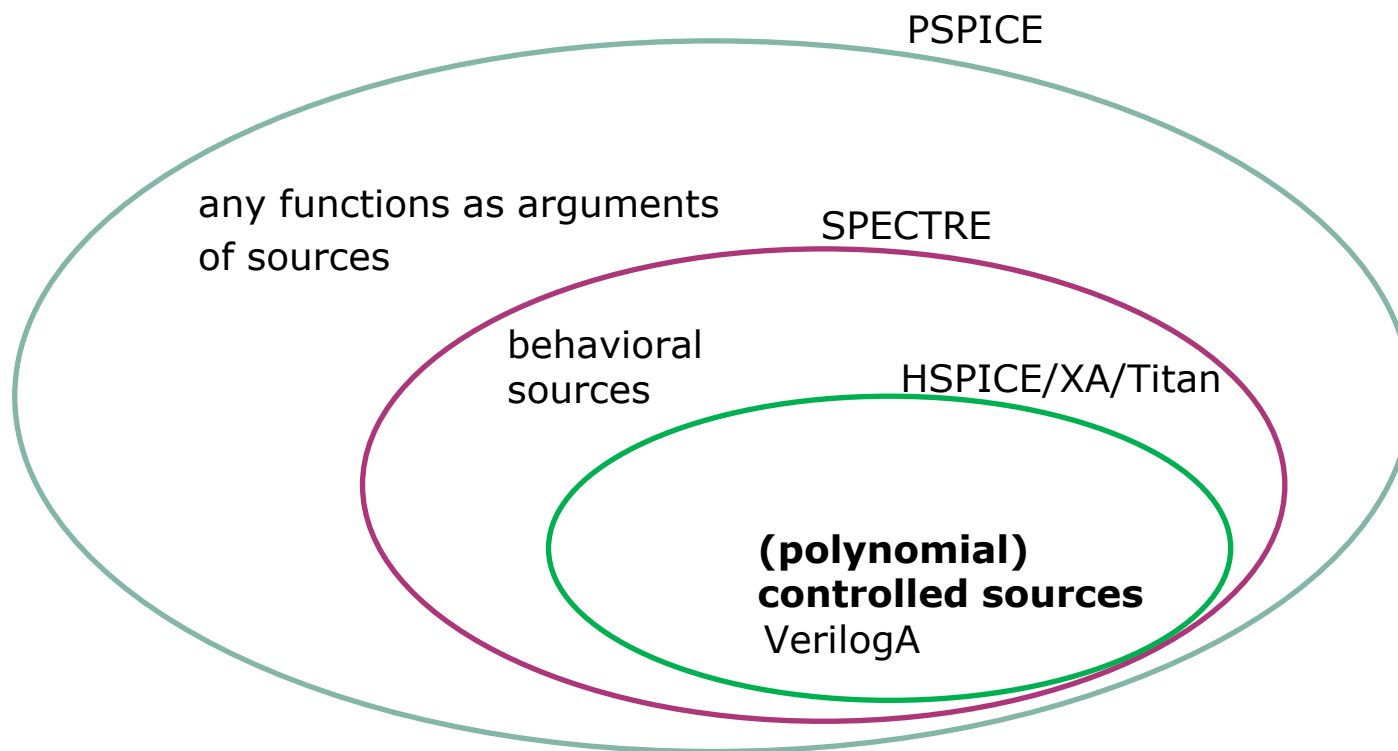 PSPICE
any functions as arguments
of sources
SPECTRE
behavioral
sources
HSPICE/XA/Titan
(polynomial)
controlled sources
VerilogA